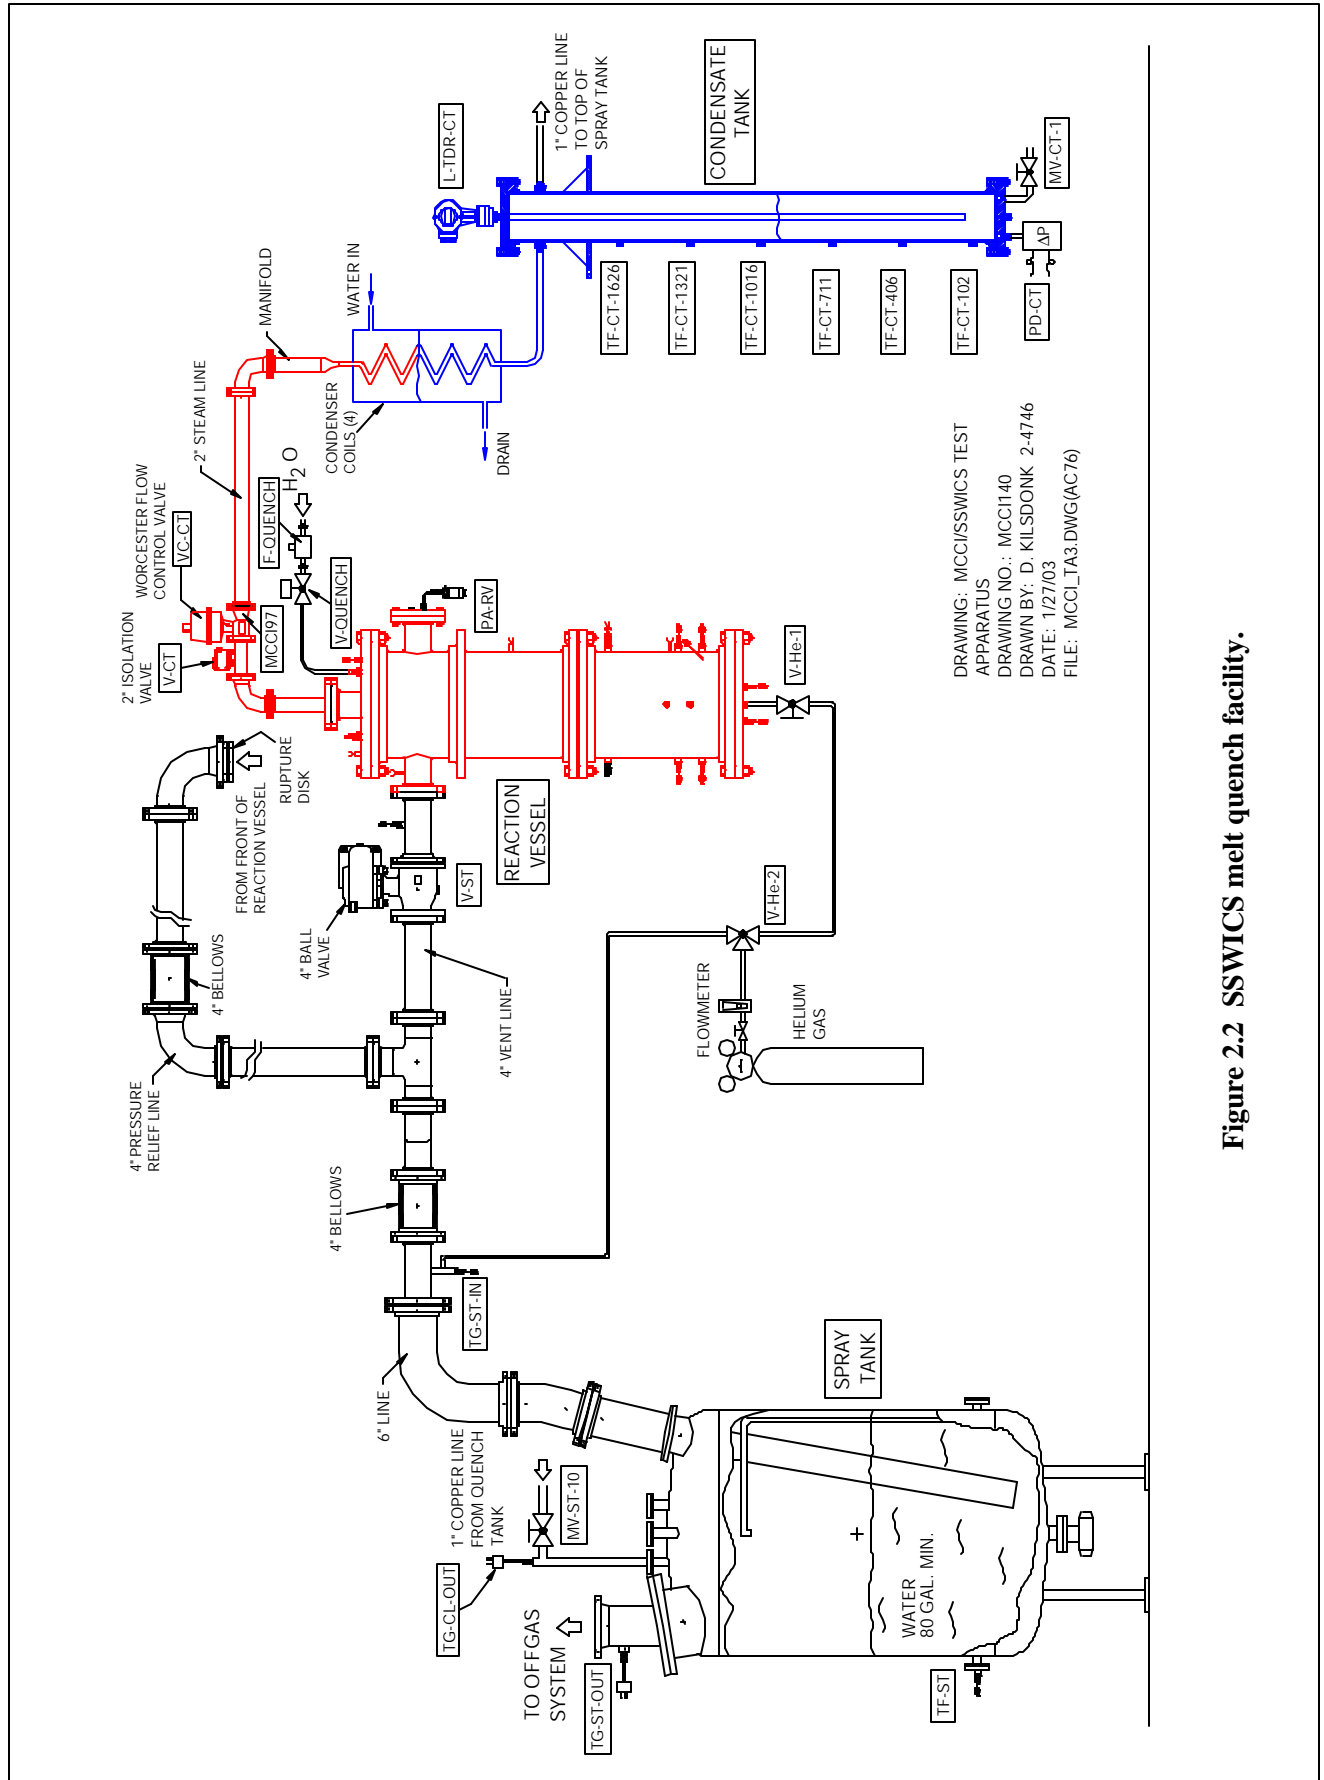 TG-ST-OUT
TO OFFGAS
SYSTEM
TG-CL-OUT
1" COPPER LINE
FROM QUENCH
TANK
MV-ST-10
6" LINE
TG-ST-IN
4" BELLOWS
4" PRESSURE
RELIEF LINE
4" BELLOWS
FROM FRONT OF
REACTION VESSEL
RUPTURE
DISK
4" VENT LINE
4" BALL
VALVE
V-ST
REACTION
VESSEL
2" ISOLATION
VALVE
V-CT
WORCESTER FLOW
CONTROL VALVE
VC-CT
MCCI97
2" STEAM LINE
MANIFOLD
F-QUENCH
H2 O
V-QUENCH
PA-RV
CONDENSER
COILS (4)
WATER IN
DRAIN
L-TDR-CT
1" COPPER LINE
TO TOP OF
SPRAY TANK
CONDENSATE
TANK
TF-CT-1626
TF-CT-1321
TF-CT-1016
TF-CT-711
TF-CT-406
TF-CT-102
ΔP
PD-CT
MV-CT-1
V-He-1
V-He-2
FLOWMETER
HELIUM
GAS
SPRAY
TANK
WATER
80 GAL. MIN.
TF-ST
DRAWING: MCCI/SSWICS TEST
APPARATUS
DRAWING NO.: MCCI140
DRAWN BY: D. KILSDONK 2-4746
DATE: 1/27/03
FILE: MCCI_TA3.DWG(AC76)
Figure 2.2 SSWICS melt quench facility.